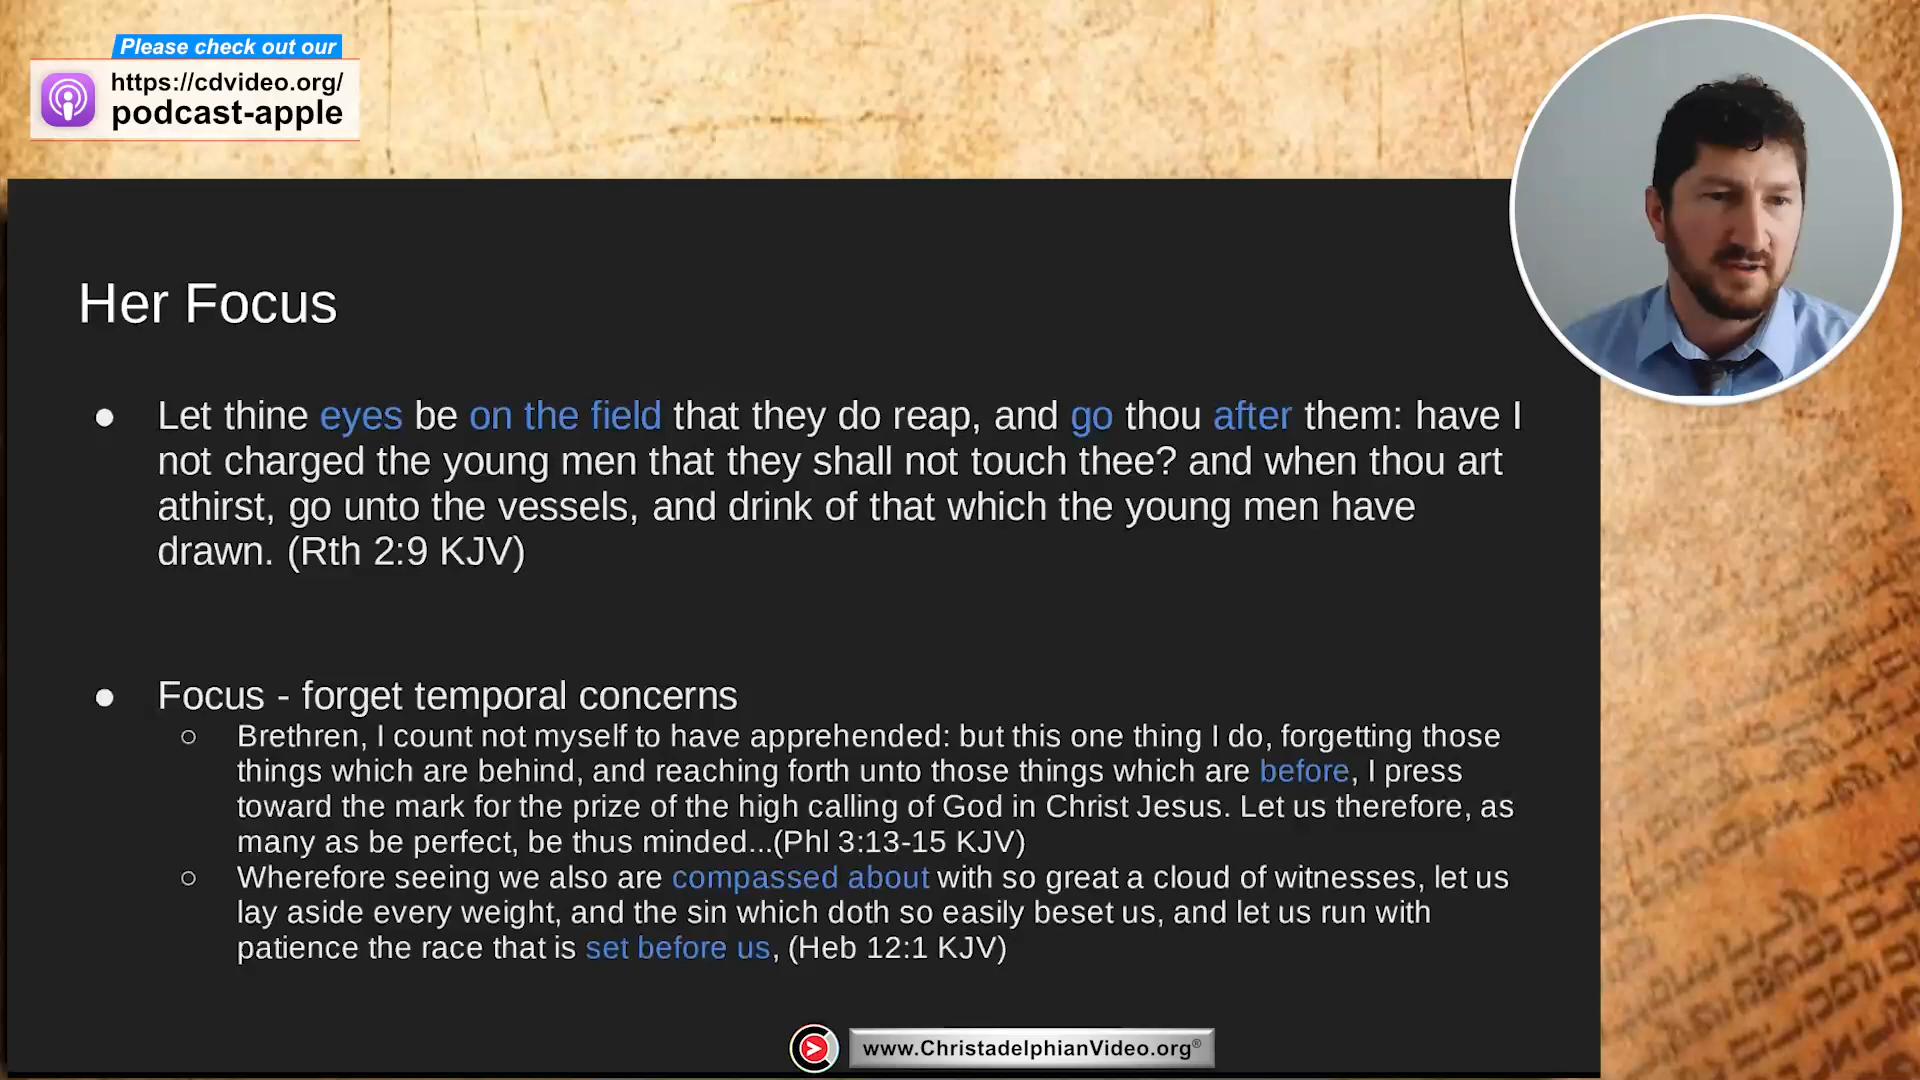 Please check out our
https://cdvideo.org/
podcast-apple
Her Focus
● Let thine eyes be on the field that they do reap, and go thou after them: have I
not charged the young men that they shall not touch thee? and when thou art
athirst, go unto the vessels, and drink of that which the young men have
drawn. (Rth 2:9 KJV)
● Focus - forget temporal concerns
○ Brethren, I count not myself to have apprehended: but this one thing I do, forgetting those
things which are behind, and reaching forth unto those things which are before, I press
toward the mark for the prize of the high calling of God in Christ Jesus. Let us therefore, as
many as be perfect, be thus minded...(Phl 3:13-15 KJV)
○ Wherefore seeing we also are compassed about with so great a cloud of witnesses, let us
lay aside every weight, and the sin which doth so easily beset us, and let us run with
patience the race that is set before us, (Heb 12:1 KJV)
www.ChristadelphianVideo.org®